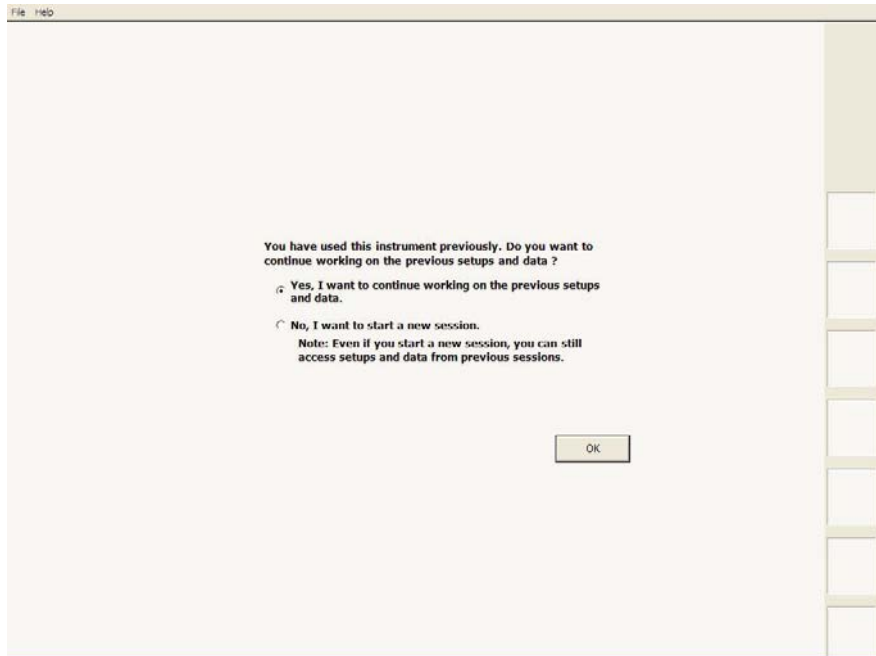 File Help
You have used this instrument previously. Do you want to
continue working on the previous setups and data ?
Yes, I want to continue working on the previous setups
and data.
No, I want to start a new session.
Note: Even if you start a new session, you can still
access setups and data from previous sessions.
OK